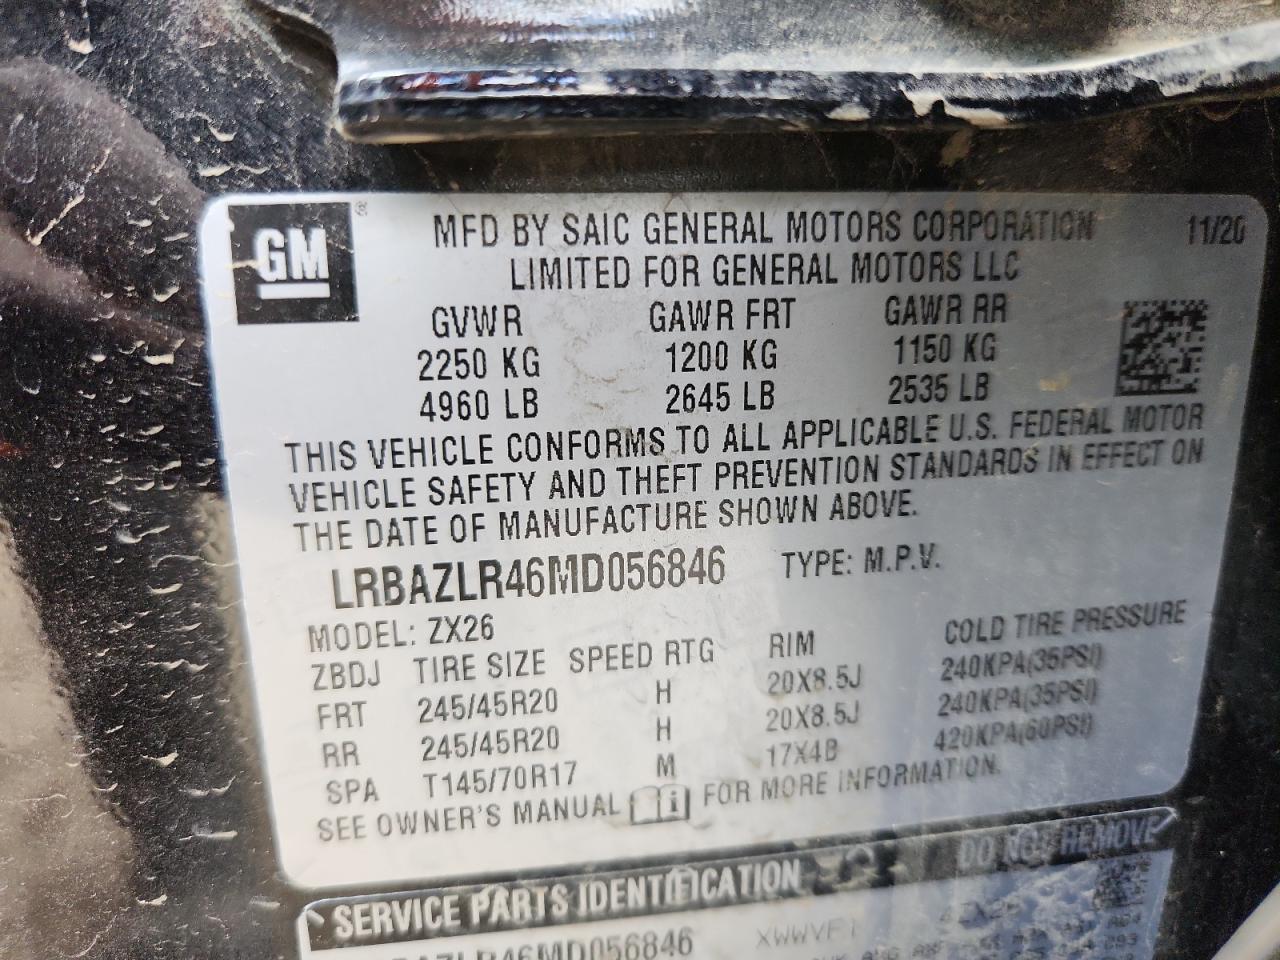 GM ®
MFD BY SAIC GENERAL MOTORS CORPORATION 11/20
LIMITED FOR GENERAL MOTORS LLC
GVWR GAWR FRT GAWR RR
2250 KG 1200 KG 1150 KG
4960 LB 2645 LB 2535 LB
THIS VEHICLE CONFORMS TO ALL APPLICABLE U.S. FEDERAL MOTOR
VEHICLE SAFETY AND THEFT PREVENTION STANDARDS IN EFFECT ON
THE DATE OF MANUFACTURE SHOWN ABOVE.
LRBAZLR46MD056846 TYPE: M.P.V.
MODEL: ZX26
ZBDJ TIRE SIZE SPEED RTG RIM COLD TIRE PRESSURE
FRT 245/45R20 H 20X8.5J 240KPA(35PSI)
RR 245/45R20 H 20X8.5J 240KPA(35PSI)
SPA T145/70R17 M 17X4B 420KPA(60PSI)
SEE OWNER'S MANUAL FOR MORE INFORMATION.
SERVICE PARTS IDENTIFICATION DO NOT REMOVE
BAZLR46MD056846